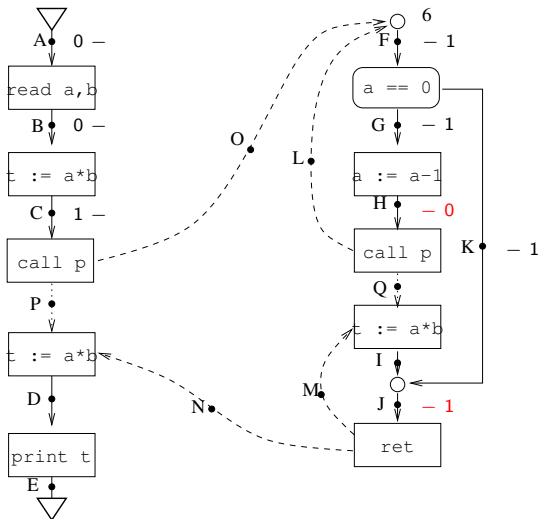 A 0 –
read a,b
B 0 –
t := a*b
C 1 –
call p
P
t := a*b
D
print t
E
O
L
N
M
6
F – 1
a == 0
G – 1
a := a-1
H – 0
call p
K – 1
Q
t := a*b
I
J – 1
ret